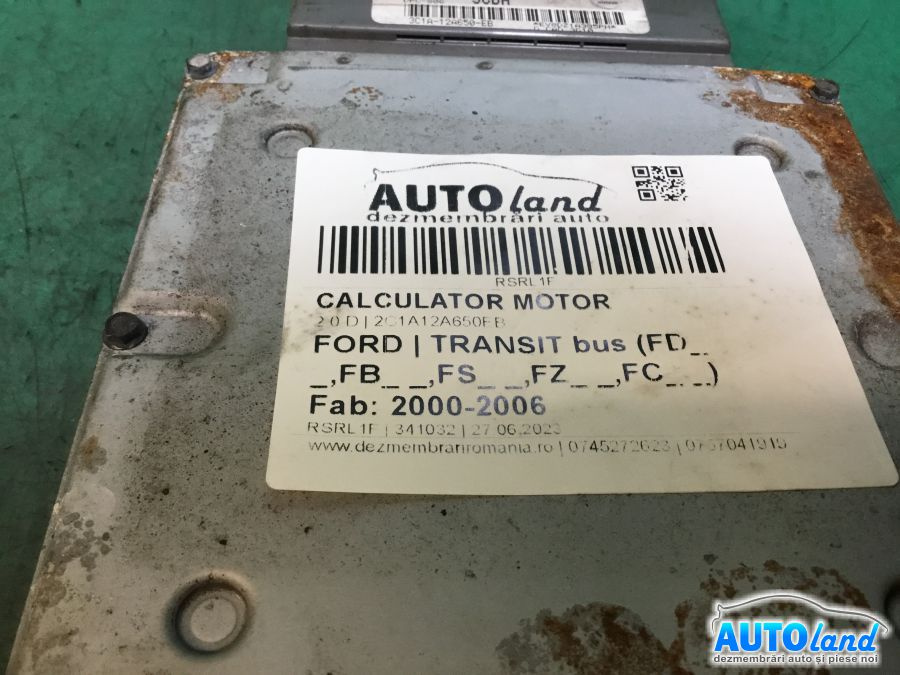 3C1A-12A650-EB
AUTOland
dezmembrări auto
RSRL1F
CALCULATOR MOTOR
2.0 D | 2C1A12A650EB
FORD | TRANSIT bus (FD_
_,FB_ _,FS_ _,FZ_ _,FC_ _)
Fab: 2000-2006
RSRL1F | 341032 | 27.06.2023
www.dezmembrariromania.ro | 0745272623 | 0757041919
AUTOland
dezmembrări auto și piese noi